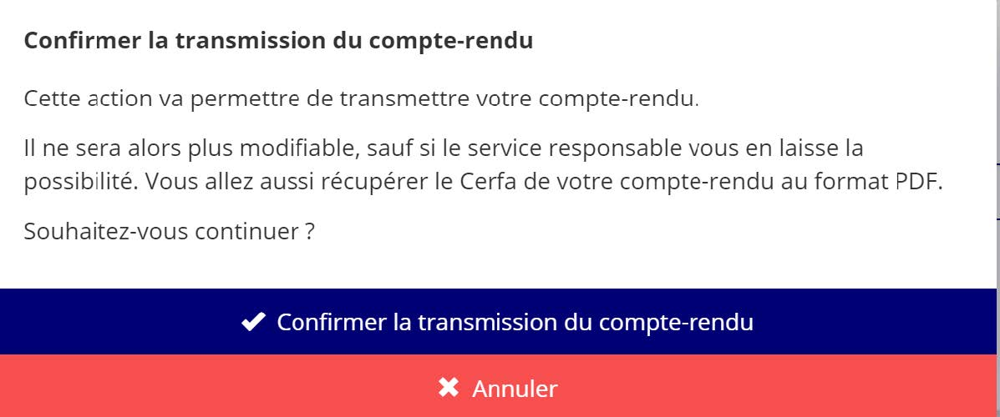 Confirmer la transmission du compte-rendu
Cette action va permettre de transmettre votre compte-rendu.
Il ne sera alors plus modifiable, sauf si le service responsable vous en laisse la
possibilité. Vous allez aussi récupérer le Cerfa de votre compte-rendu au format PDF.
Souhaitez-vous continuer ?
✔ Confirmer la transmission du compte-rendu
✖ Annuler